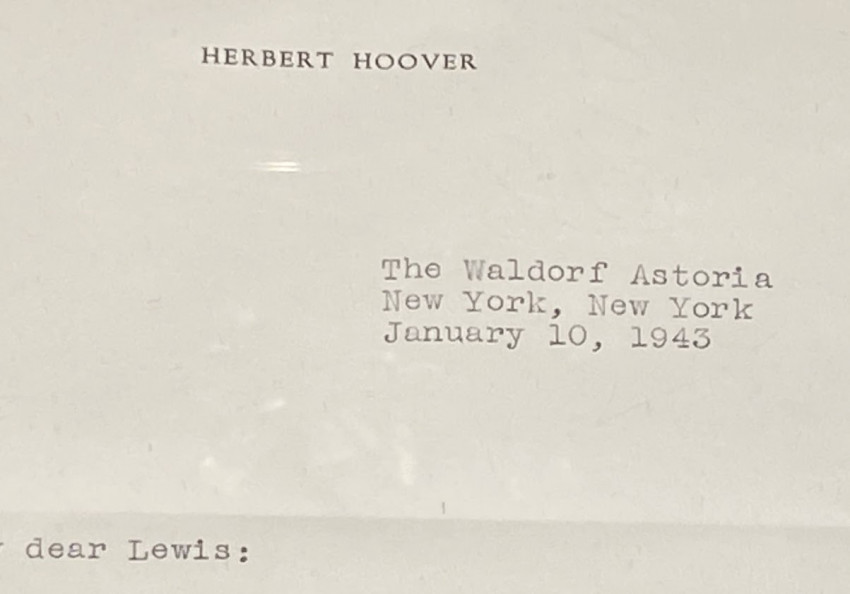 HERBERT HOOVER
The Waldorf Astoria
New York, New York
January 10, 1943
dear Lewis: